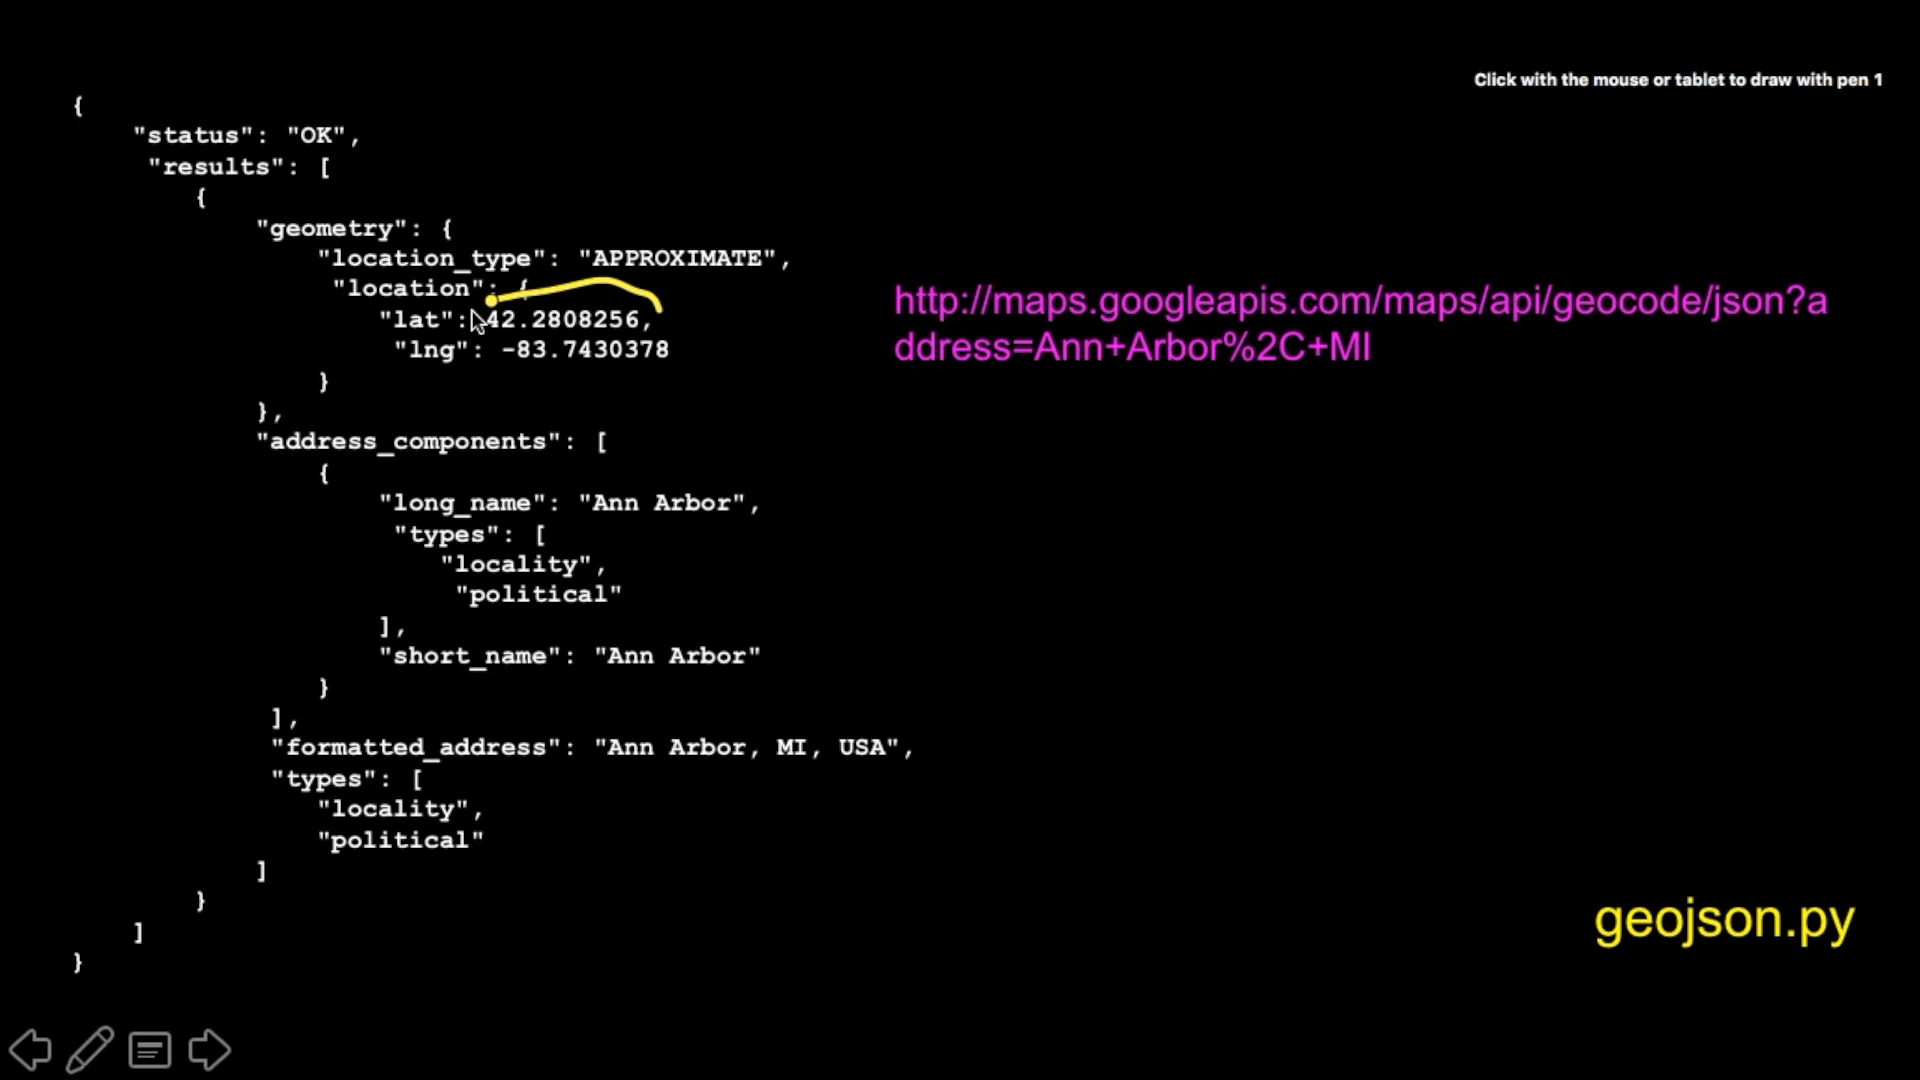 Click with the mouse or tablet to draw with pen 1
{
"status": "OK",
"results": [
{
"geometry": {
"location_type": "APPROXIMATE",
"location": {
"lat": 42.2808256,
"lng": -83.7430378
}
},
"address_components": [
{
"long_name": "Ann Arbor",
"types": [
"locality",
"political"
],
"short_name": "Ann Arbor"
}
],
"formatted_address": "Ann Arbor, MI, USA",
"types": [
"locality",
"political"
]
}
]
}
http://maps.googleapis.com/maps/api/geocode/json?a
ddress=Ann+Arbor%2C+MI
geojson.py